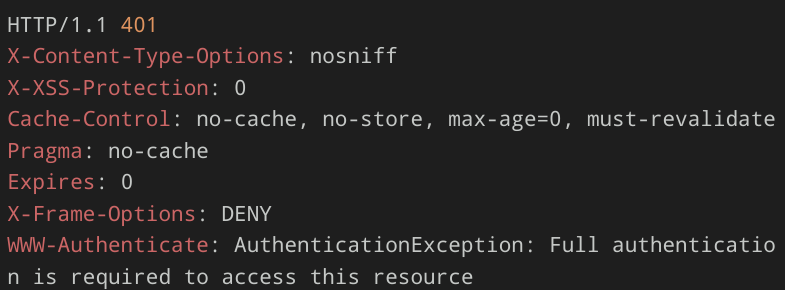 HTTP/1.1 401
X-Content-Type-Options: nosniff
X-XSS-Protection: 0
Cache-Control: no-cache, no-store, max-age=0, must-revalidate
Pragma: no-cache
Expires: 0
X-Frame-Options: DENY
WWW-Authenticate: AuthenticationException: Full authenticatio
n is required to access this resource